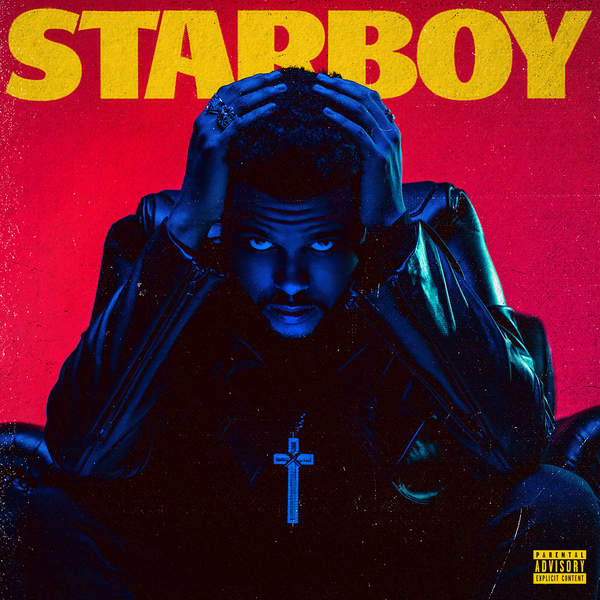 STARBOY
PARENTAL
ADVISORY
EXPLICIT CONTENT